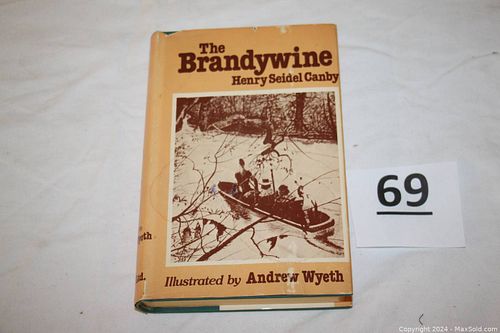 The
Brandywine
Henry Seidel Canby
Illustrated by Andrew Wyeth
69
Copyright 2024 - MaxSold.com